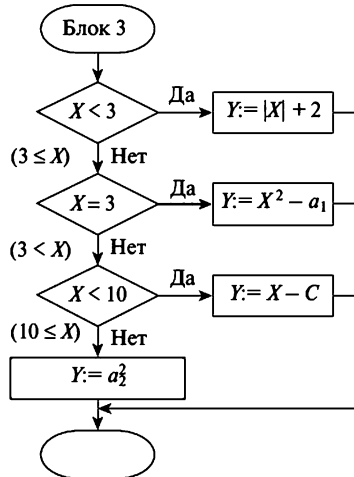 Блок 3
X < 3
Да
Y:= |X| + 2
(3 ≤ X)
Нет
X = 3
Да
Y:= X² − a₁
(3 < X)
Нет
X < 10
Да
Y:= X − C
(10 ≤ X)
Нет
Y:= a₂²